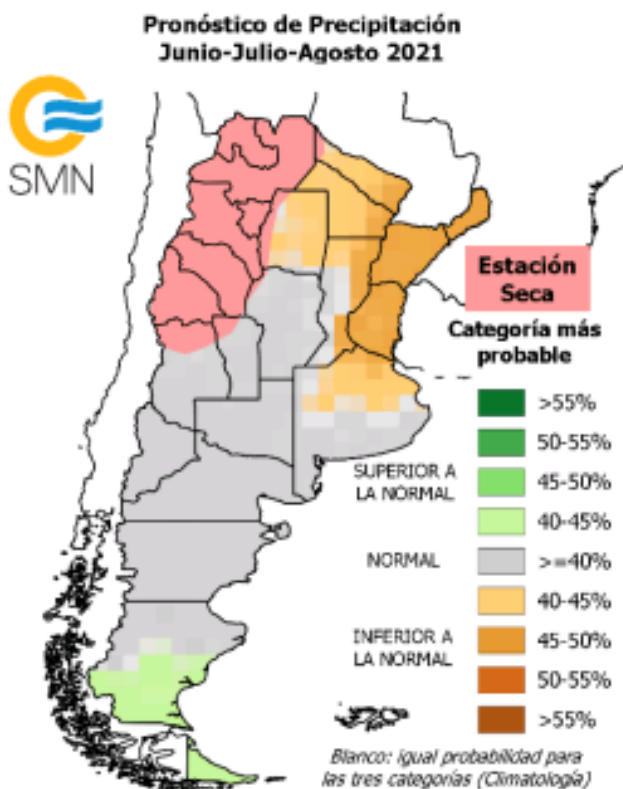 Pronóstico de Precipitación
Junio-Julio-Agosto 2021
SMN
Estación
Seca
Categoría más
probable
>55%
50-55%
SUPERIOR A
LA NORMAL
45-50%
40-45%
NORMAL
>=40%
40-45%
INFERIOR A
LA NORMAL
45-50%
50-55%
>55%
Blanco: igual probabilidad para
las tres categorías (Climatología)